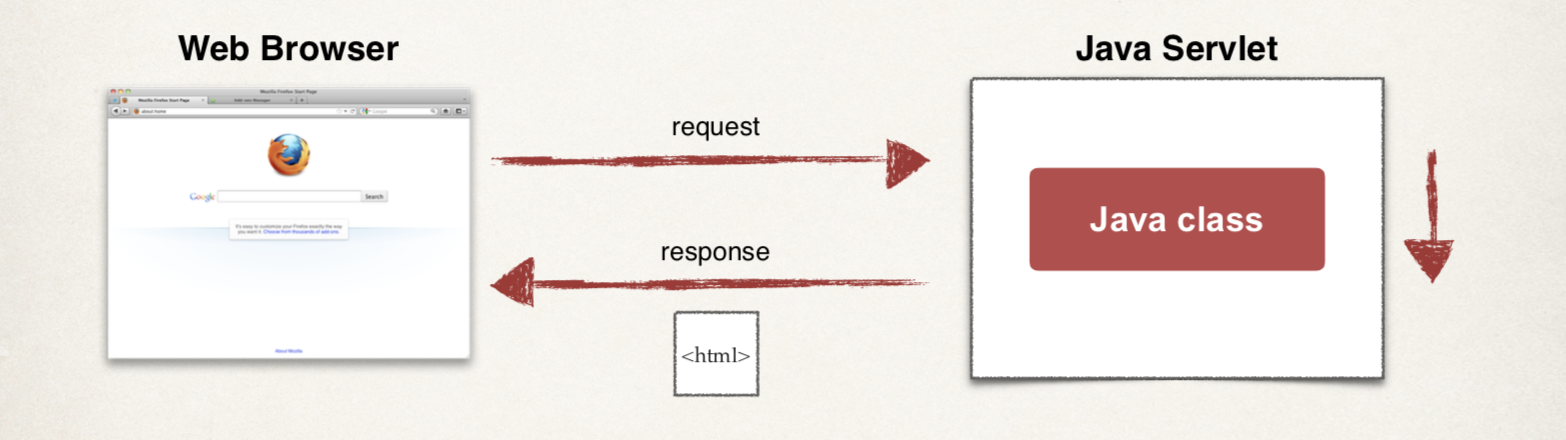 Web Browser
Java Servlet
Mozilla Firefox Start Page
Mozilla Firefox Start Page
Add-ons Manager
about:home
Google
request
Google
Search
It's easy to customize your Firefox exactly the way
you want it. Choose from thousands of add-ons.
Java class
response
<html>
About Mozilla